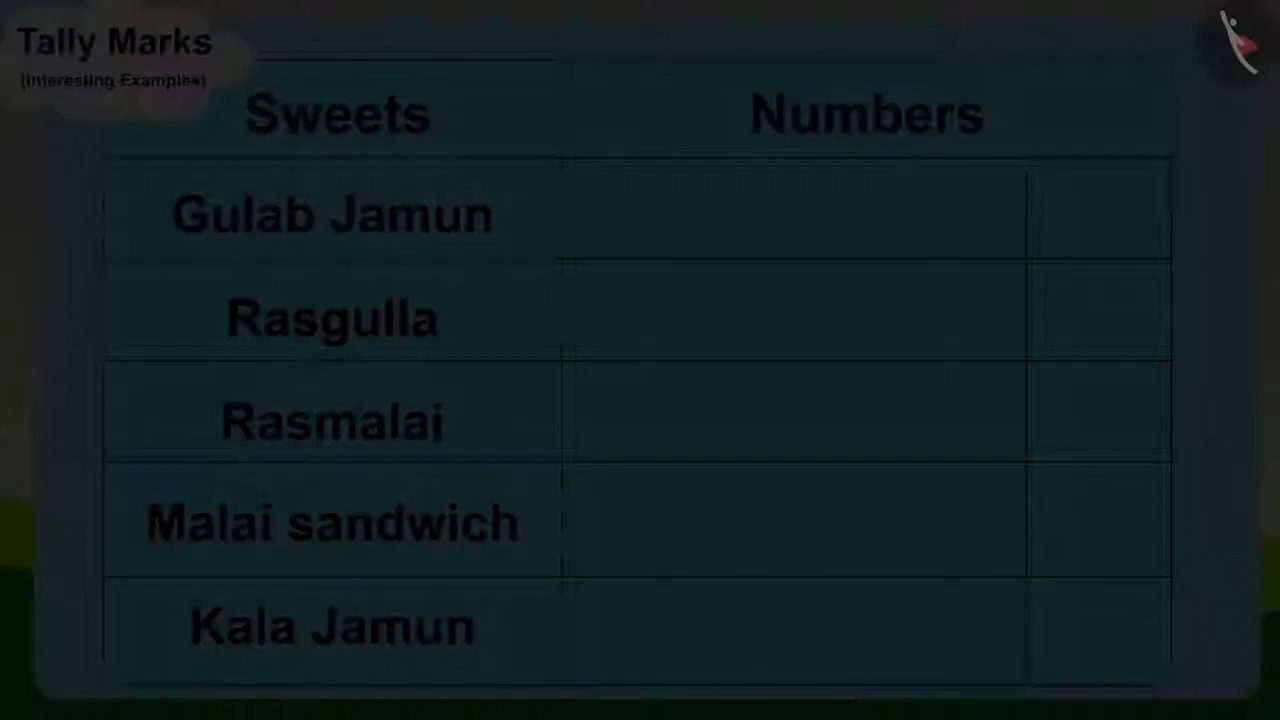 Tally Marks
(Interesting Examples)
Sweets Numbers
Gulab Jamun
Rasgulla
Rasmalai
Malai sandwich
Kala Jamun